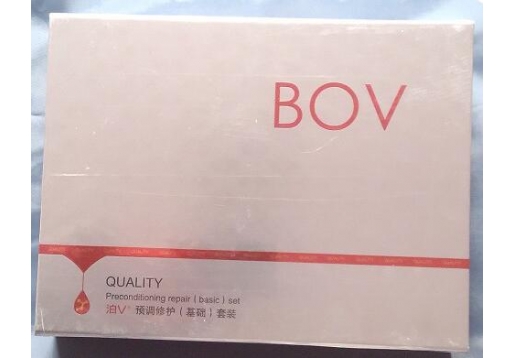 BOV
QUALITY
Preconditioning repair ( basic ) set
泊V 预调修护（基础）套装